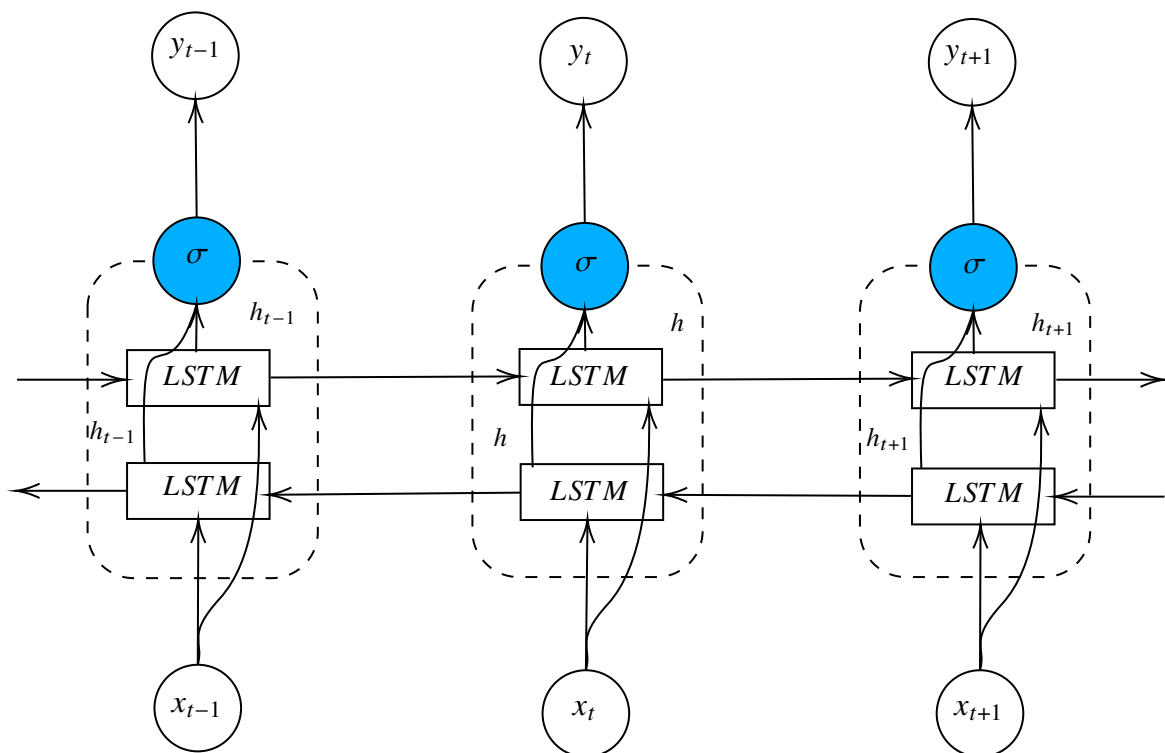 y_{t-1} y_t y_{t+1}
σ σ σ
h_{t-1} h h_{t+1}
LSTM LSTM LSTM
h_{t-1} h h_{t+1}
LSTM LSTM LSTM
x_{t-1} x_t x_{t+1}